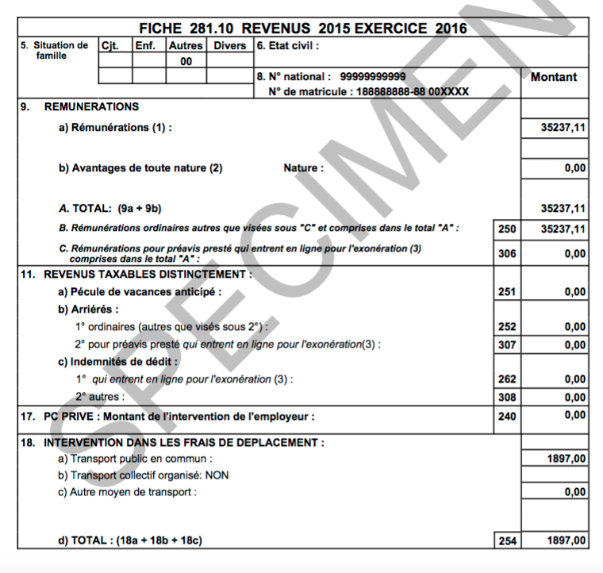 FICHE 281.10 REVENUS 2015 EXERCICE 2016
5. Situation de famille
Cjt. Enf. Autres Divers
00
6. Etat civil :
8. N° national : 99999999999
N° de matricule : 188888888-88 00XXXX
Montant
9. REMUNERATIONS
a) Rémunérations (1) : 35237,11
b) Avantages de toute nature (2) Nature : 0,00
A. TOTAL: (9a + 9b) 35237,11
B. Rémunérations ordinaires autres que visées sous "C" et comprises dans le total "A" : 250 35237,11
C. Rémunérations pour préavis presté qui entrent en ligne pour l'exonération (3)
comprises dans le total "A" : 306 0,00
11. REVENUS TAXABLES DISTINCTEMENT :
a) Pécule de vacances anticipé : 251 0,00
b) Arriérés :
1° ordinaires (autres que visés sous 2°) : 252 0,00
2° pour préavis presté qui entrent en ligne pour l'exonération(3) : 307 0,00
c) Indemnités de dédit :
1° qui entrent en ligne pour l'exonération (3) : 262 0,00
2° autres : 308 0,00
17. PC PRIVE : Montant de l'intervention de l'employeur : 240 0,00
18. INTERVENTION DANS LES FRAIS DE DEPLACEMENT :
a) Transport public en commun : 1897,00
b) Transport collectif organisé: NON
c) Autre moyen de transport : 0,00
d) TOTAL : (18a + 18b + 18c) 254 1897,00
SPECIMEN